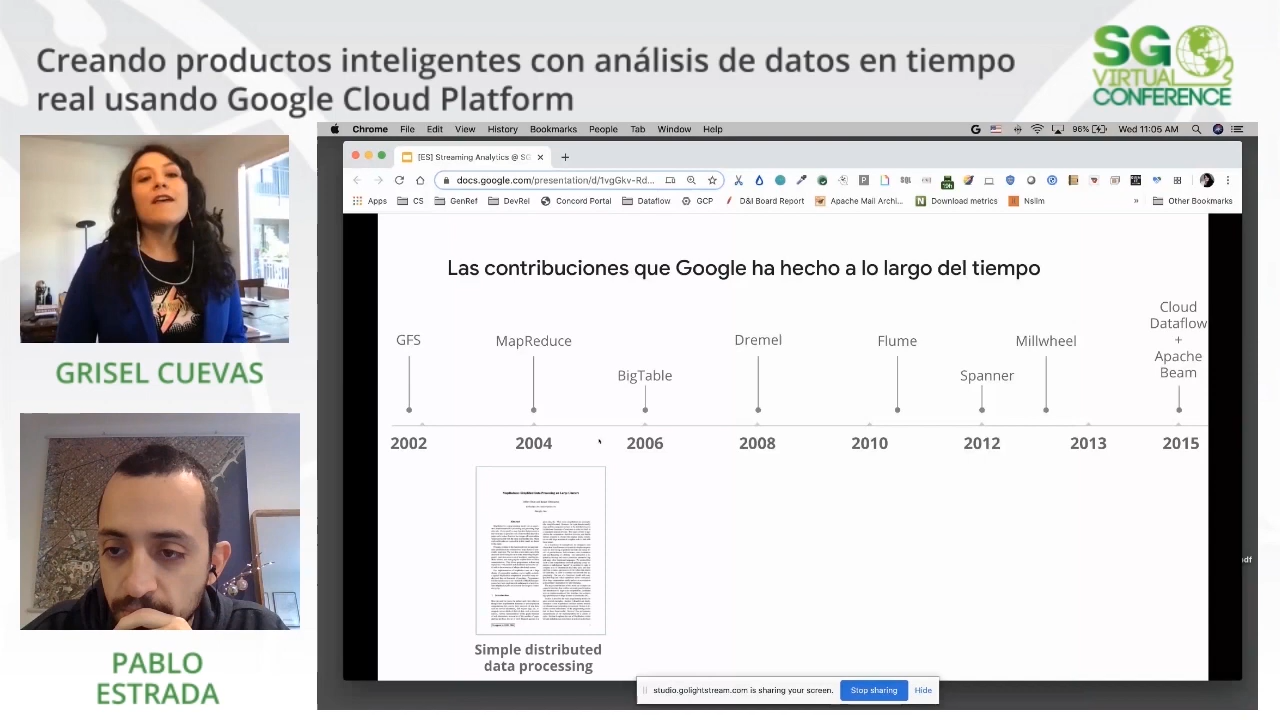 Creando productos inteligentes con análisis de datos en tiempo
real usando Google Cloud Platform
SG
VIRTUAL
CONFERENCE
GRISEL CUEVAS
PABLO
ESTRADA
Chrome File Edit View History Bookmarks People Tab Window Help
96% Wed 11:05 AM
[ES] Streaming Analytics @ SG
docs.google.com/presentation/d/1vgGkv-Rd...
Apps CS GenRef DevRel Concord Portal Dataflow GCP D&I Board Report Apache Mail Archi... Download metrics Nslim » Other Bookmarks
Las contribuciones que Google ha hecho a lo largo del tiempo
GFS
MapReduce
BigTable
Dremel
Flume
Spanner
Millwheel
Cloud
Dataflow
+
Apache
Beam
2002 2004 2006 2008 2010 2012 2013 2015
Simple distributed
data processing
studio.golightstream.com is sharing your screen. Stop sharing Hide